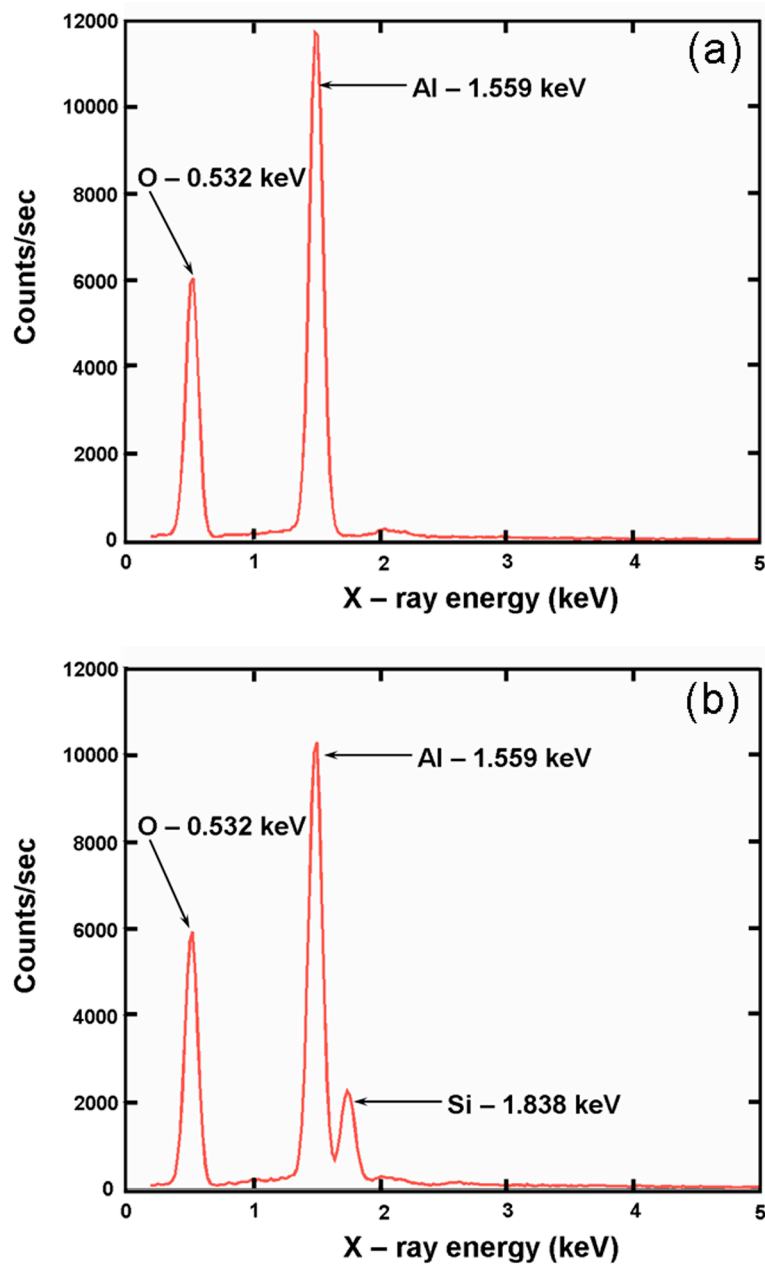 (a)
12000
10000
8000
6000
4000
2000
0
Counts/sec
Al – 1.559 keV
O – 0.532 keV
0 1 2 3 4 5
X – ray energy (keV)
(b)
12000
10000
8000
6000
4000
2000
0
Counts/sec
Al – 1.559 keV
O – 0.532 keV
Si – 1.838 keV
0 1 2 3 4 5
X – ray energy (keV)